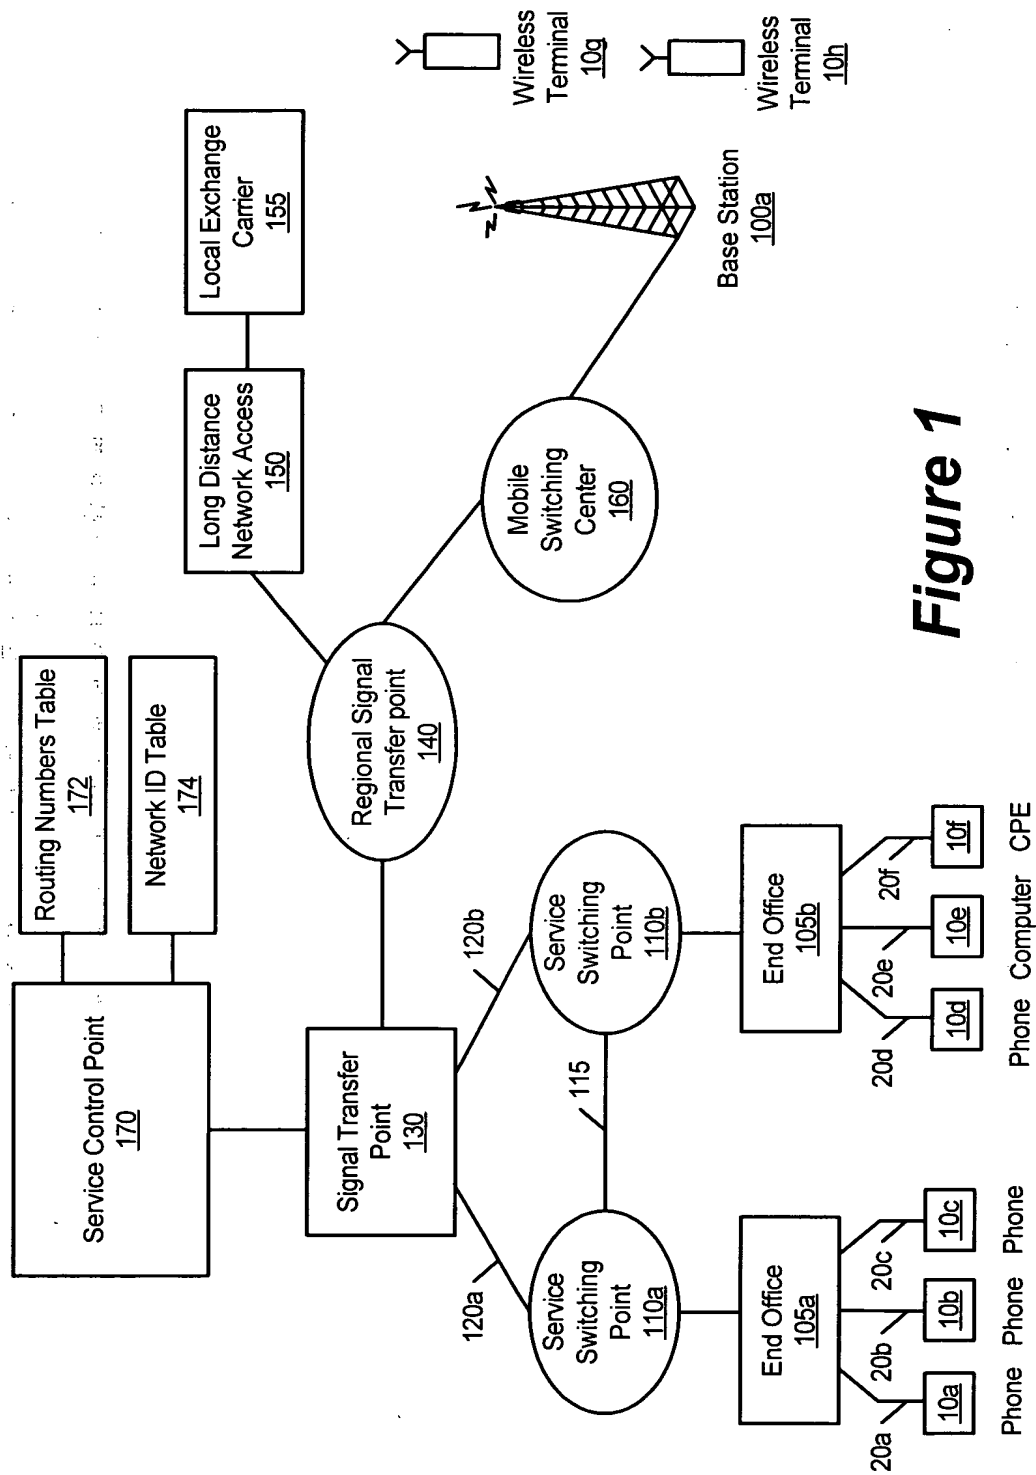 Service Control Point
170
Routing Numbers Table
172
Network ID Table
174
Signal Transfer
Point
130
Regional Signal
Transfer point
140
Long Distance
Network Access
150
Local Exchange
Carrier
155
Mobile
Switching
Center
160
Base Station
100a
Wireless
Terminal
10g
Wireless
Terminal
10h
120a
120b
115
Service
Switching
Point
110a
Service
Switching
Point
110b
End Office
105a
End Office
105b
20a
20b
20c
20d
20e
20f
10a
10b
10c
10d
10e
10f
Phone Phone Phone
Phone Computer CPE
Figure 1